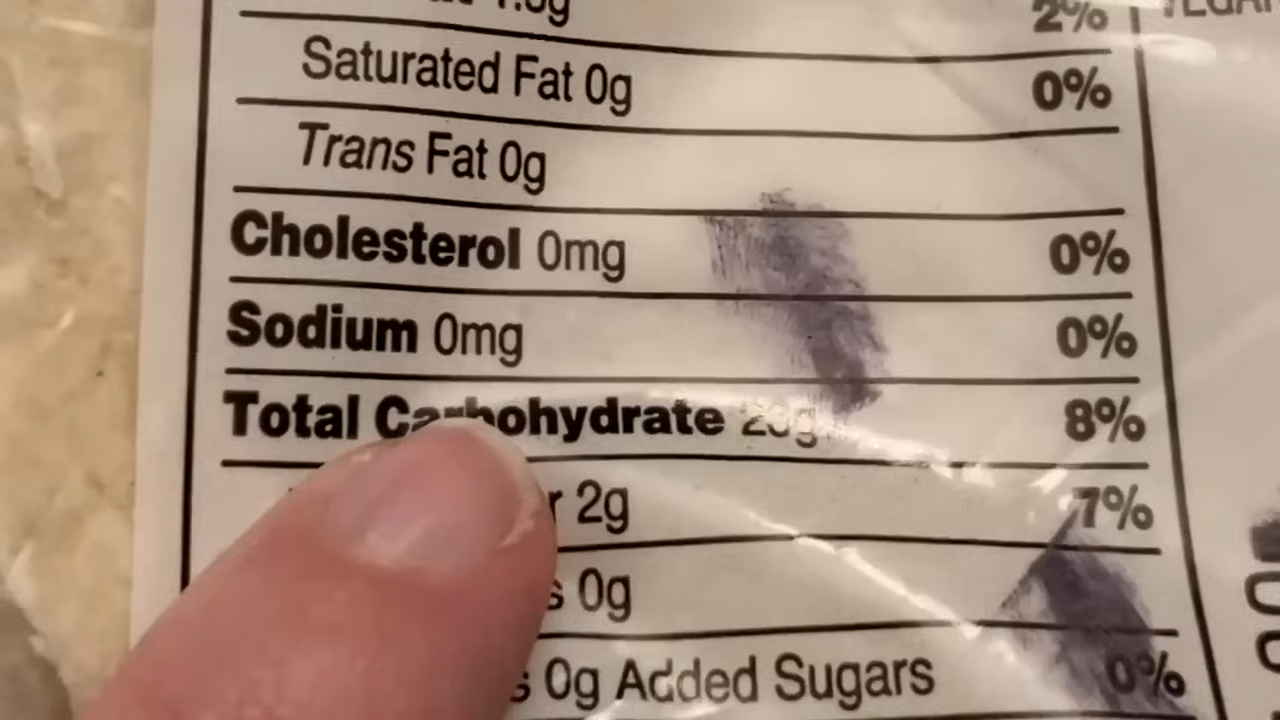 2%
Saturated Fat 0g 0%
Trans Fat 0g
Cholesterol 0mg 0%
Sodium 0mg 0%
Total Carbohydrate 8%
2g 7%
0g
0g Added Sugars 0%